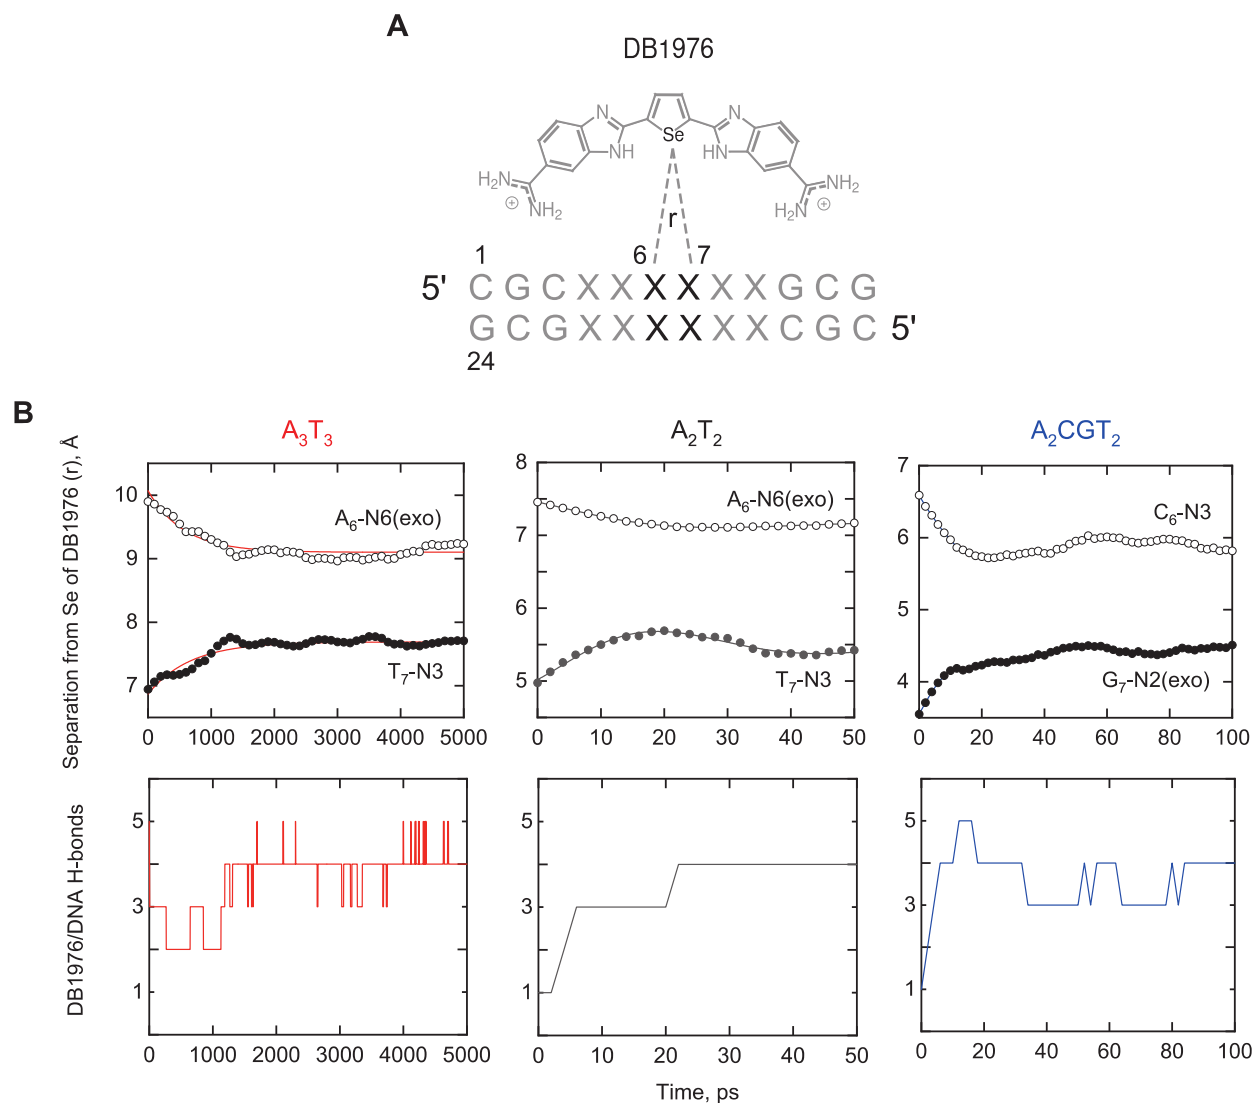 A
DB1976
N
Se
N
NH
HN
H2N
⊕
NH2
NH2
H2N
⊕
r
1
6
7
5' C G C X X X X X X G C G
G C G X X X X X X C G C 5'
24
B
A3T3
A2T2
A2CGT2
Separation from Se of DB1976 (r), Å
10
9
8
7
A6-N6(exo)
T7-N3
0 1000 2000 3000 4000 5000
8
7
6
5
A6-N6(exo)
T7-N3
0 10 20 30 40 50
7
6
5
4
C6-N3
G7-N2(exo)
0 20 40 60 80 100
DB1976/DNA H-bonds
5
3
1
0 1000 2000 3000 4000 5000
5
3
1
0 10 20 30 40 50
5
3
1
0 20 40 60 80 100
Time, ps